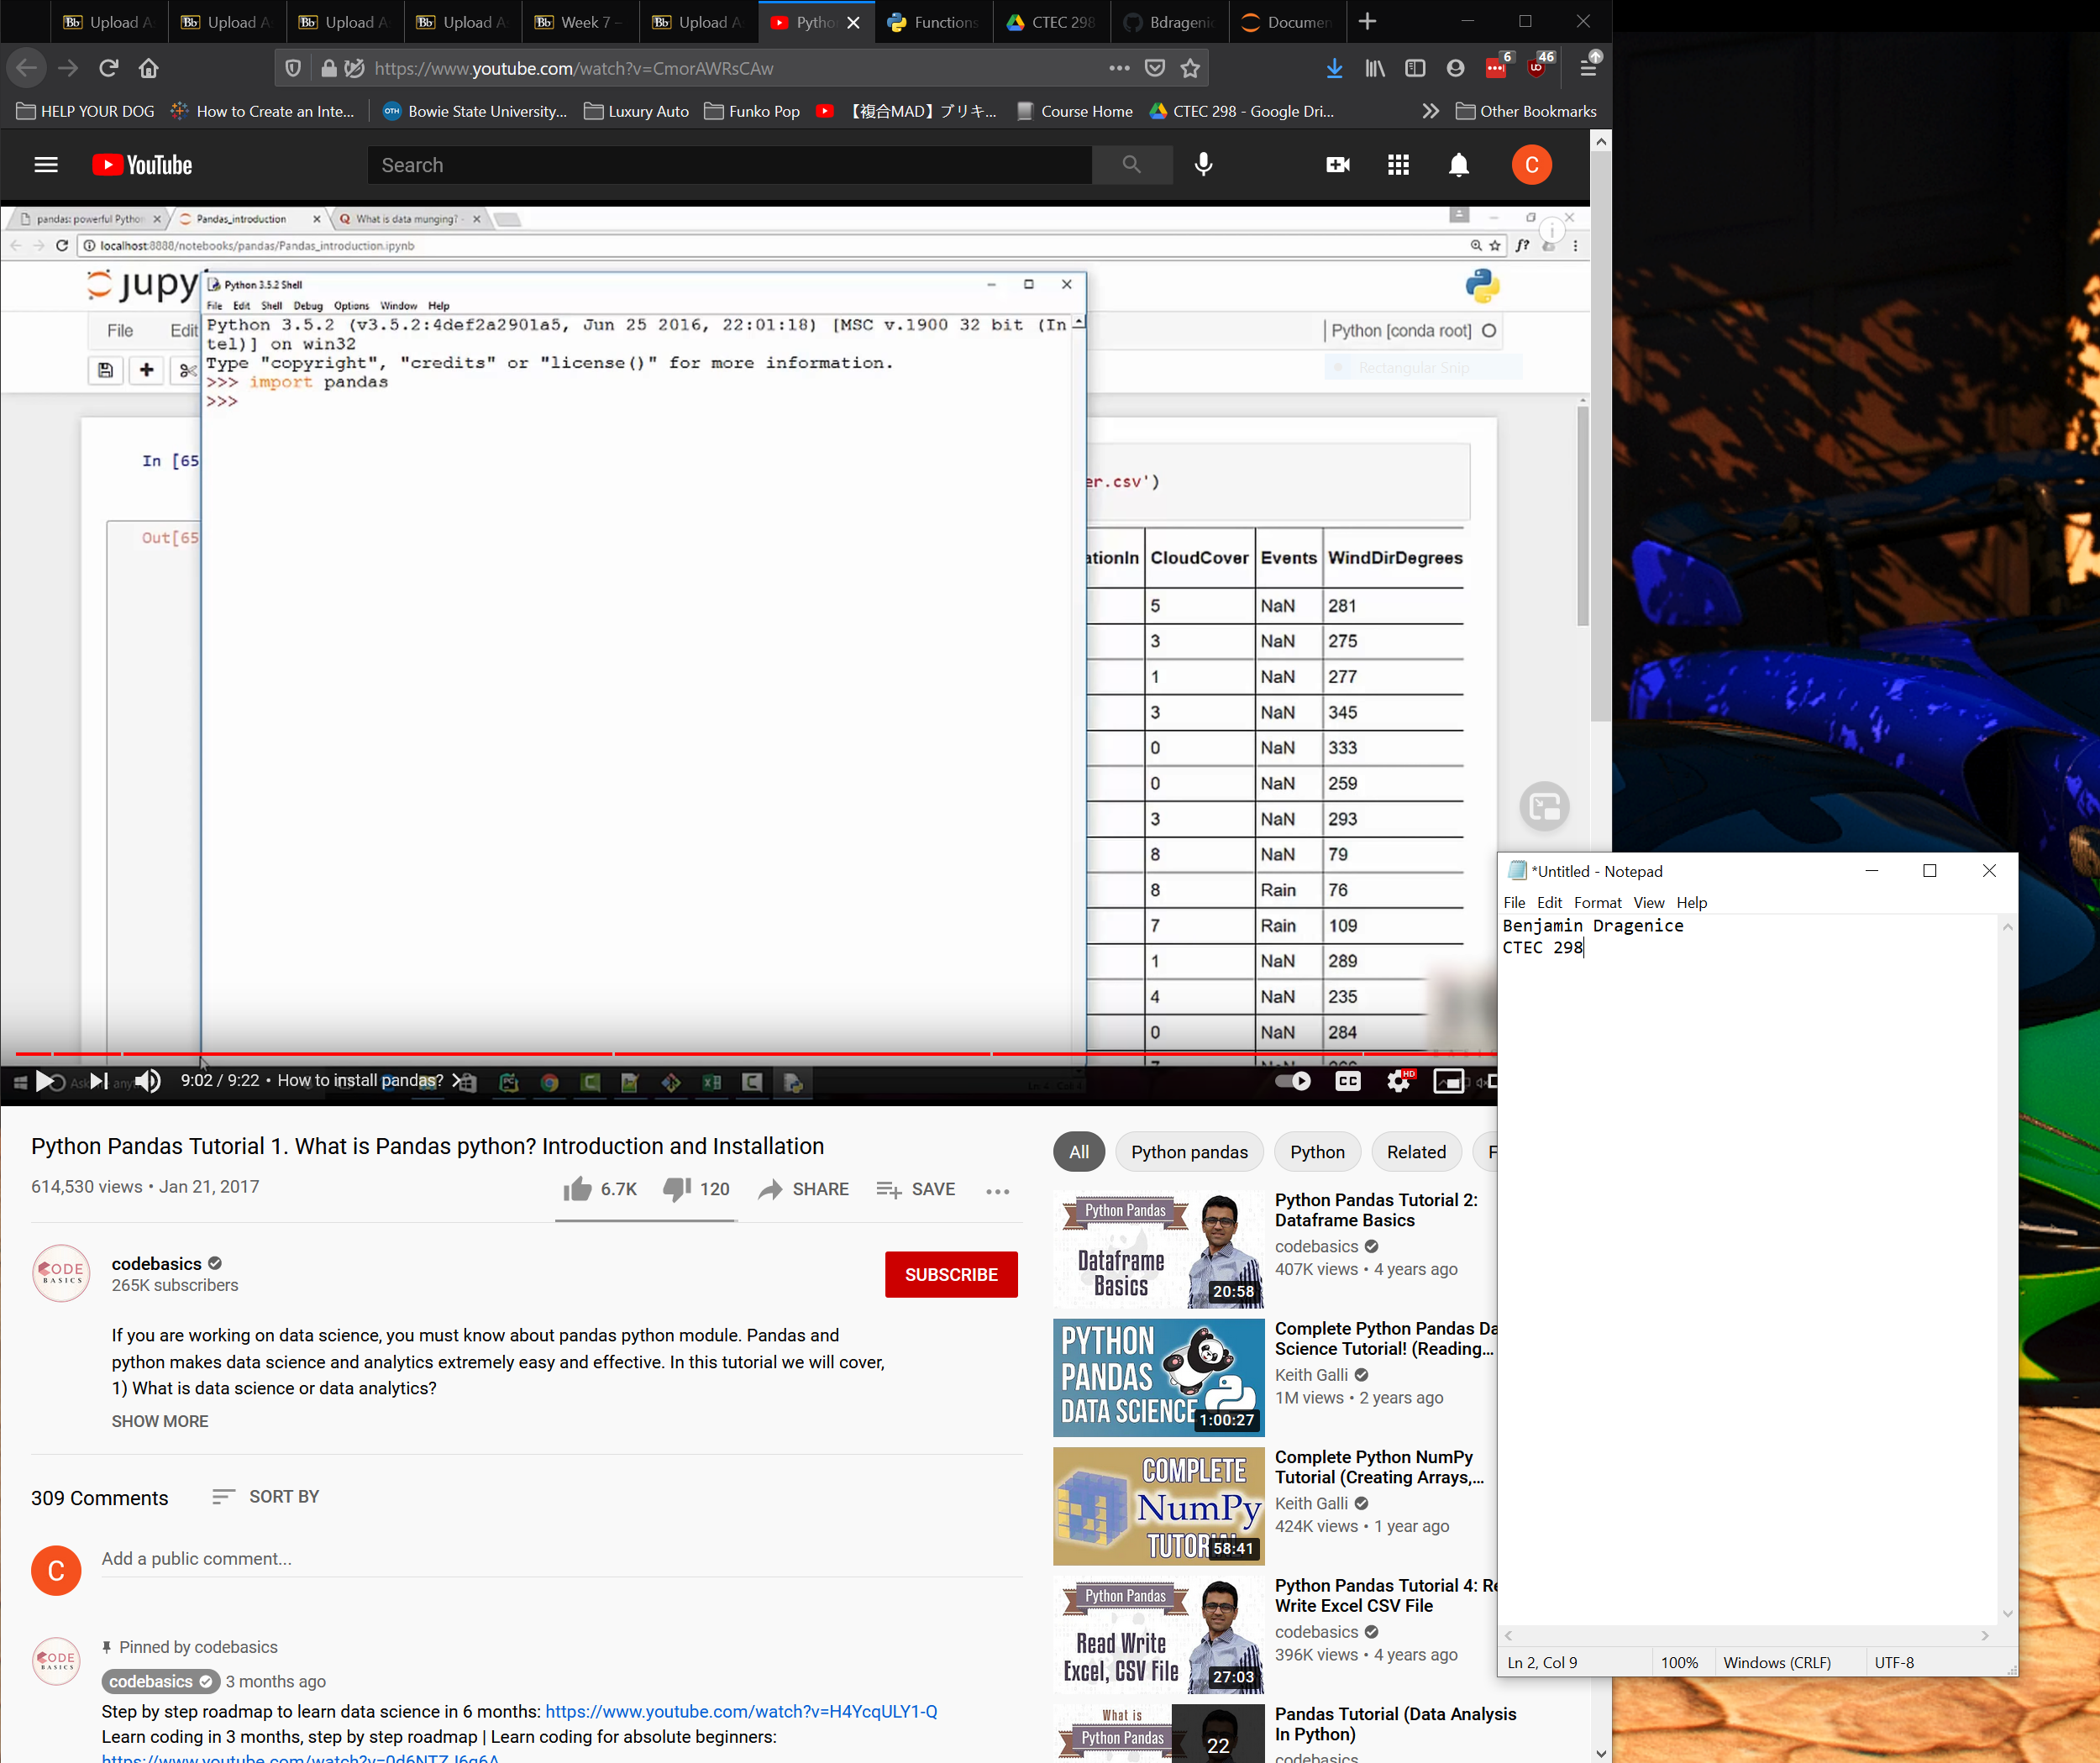 Upload A
Upload A
Upload A
Upload A
Week 7 –
Upload A
Pytho
Functions
CTEC 298
Bdrageni
Documen
https://www.youtube.com/watch?v=CmorAWRsCAw
6
46
HELP YOUR DOG
How to Create an Inte...
Bowie State University...
Luxury Auto
Funko Pop
【複合MAD】プリキ...
Course Home
CTEC 298 - Google Dri...
Other Bookmarks
YouTube
Search
C
pandas: powerful Python
Pandas_introduction
What is data munging? -
localhost:8888/notebooks/pandas/Pandas_introduction.ipynb
jupy
File Edit
Python [conda root]
Rectangular Snip
Python 3.5.2 Shell
File Edit Shell Debug Options Window Help
Python 3.5.2 (v3.5.2:4def2a2901a5, Jun 25 2016, 22:01:18) [MSC v.1900 32 bit (In
tel)] on win32
Type "copyright", "credits" or "license()" for more information.
>>> import pandas
>>>
In [65
er.csv')
Out[65
ationIn CloudCover Events WindDirDegrees
5 NaN 281
3 NaN 275
1 NaN 277
3 NaN 345
0 NaN 333
0 NaN 259
3 NaN 293
8 NaN 79
8 Rain 76
7 Rain 109
1 NaN 289
4 NaN 235
0 NaN 284
9:02 / 9:22 • How to install pandas?
CC
HD
*Untitled - Notepad
File Edit Format View Help
Benjamin Dragenice
CTEC 298
Ln 2, Col 9
100%
Windows (CRLF)
UTF-8
Python Pandas Tutorial 1. What is Pandas python? Introduction and Installation
614,530 views • Jan 21, 2017
6.7K
120
SHARE
SAVE
codebasics
265K subscribers
SUBSCRIBE
CODE
BASICS
If you are working on data science, you must know about pandas python module. Pandas and
python makes data science and analytics extremely easy and effective. In this tutorial we will cover,
1) What is data science or data analytics?
SHOW MORE
309 Comments
SORT BY
C
Add a public comment...
CODE
BASICS
Pinned by codebasics
codebasics
3 months ago
Step by step roadmap to learn data science in 6 months: https://www.youtube.com/watch?v=H4YcqULY1-Q
Learn coding in 3 months, step by step roadmap | Learn coding for absolute beginners:
All
Python pandas
Python
Related
Python Pandas
Dataframe
Basics
20:58
Python Pandas Tutorial 2:
Dataframe Basics
codebasics
407K views • 4 years ago
PYTHON
PANDAS
DATA SCIENCE
1:00:27
Complete Python Pandas Da
Science Tutorial! (Reading...
Keith Galli
1M views • 2 years ago
COMPLETE
NumPy
TUTORIAL
58:41
Complete Python NumPy
Tutorial (Creating Arrays,...
Keith Galli
424K views • 1 year ago
Python Pandas
Read Write
Excel, CSV File
27:03
Python Pandas Tutorial 4: Re
Write Excel CSV File
codebasics
396K views • 4 years ago
What is
Python Pandas
22
Pandas Tutorial (Data Analysis
In Python)
codebasics